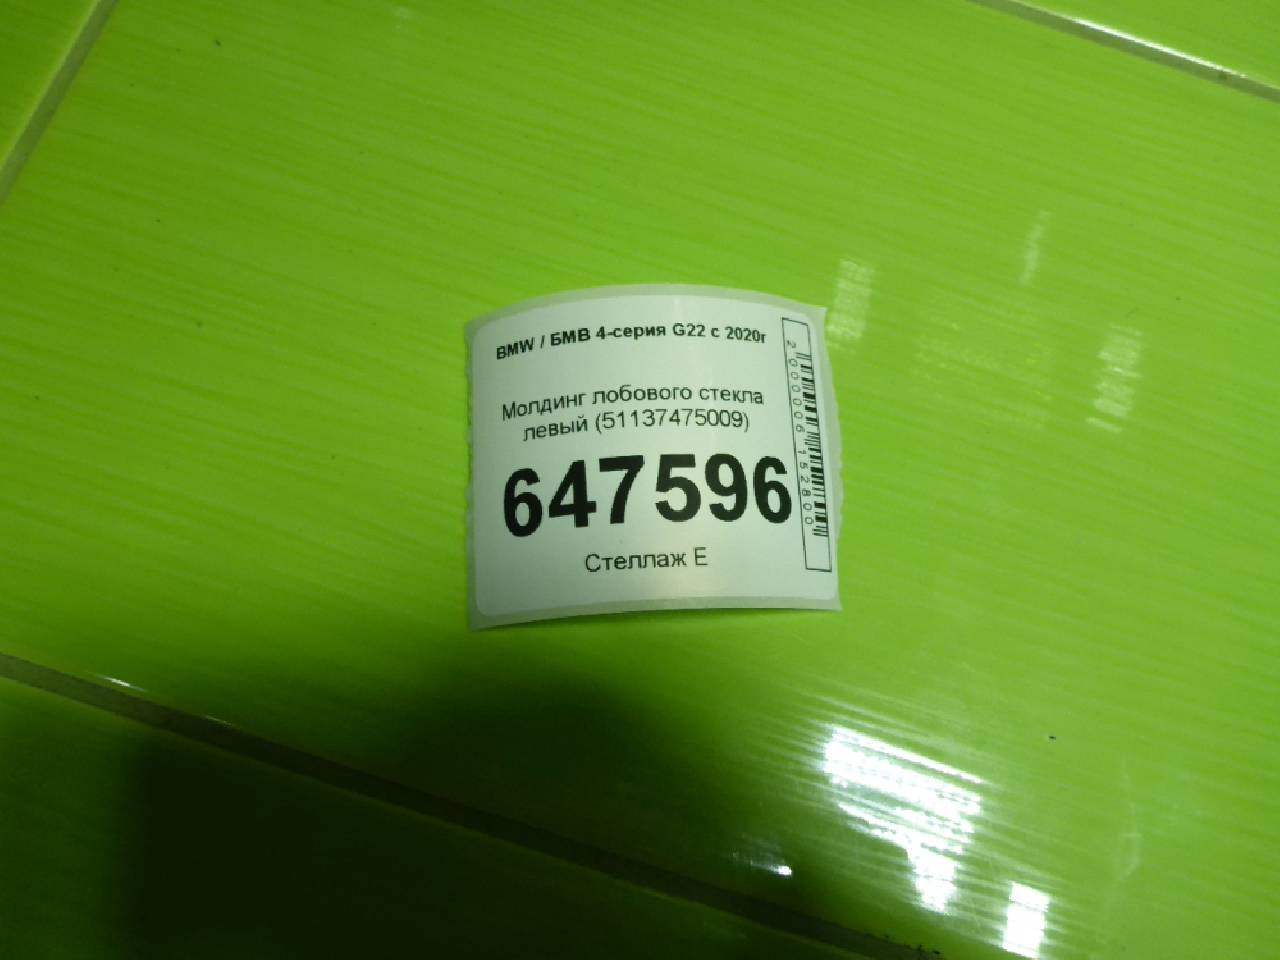 BMW / БМВ 4-серия G22 с 2020г
Молдинг лобового стекла
левый (51137475009)
647596
Стеллаж Е
2000006152800